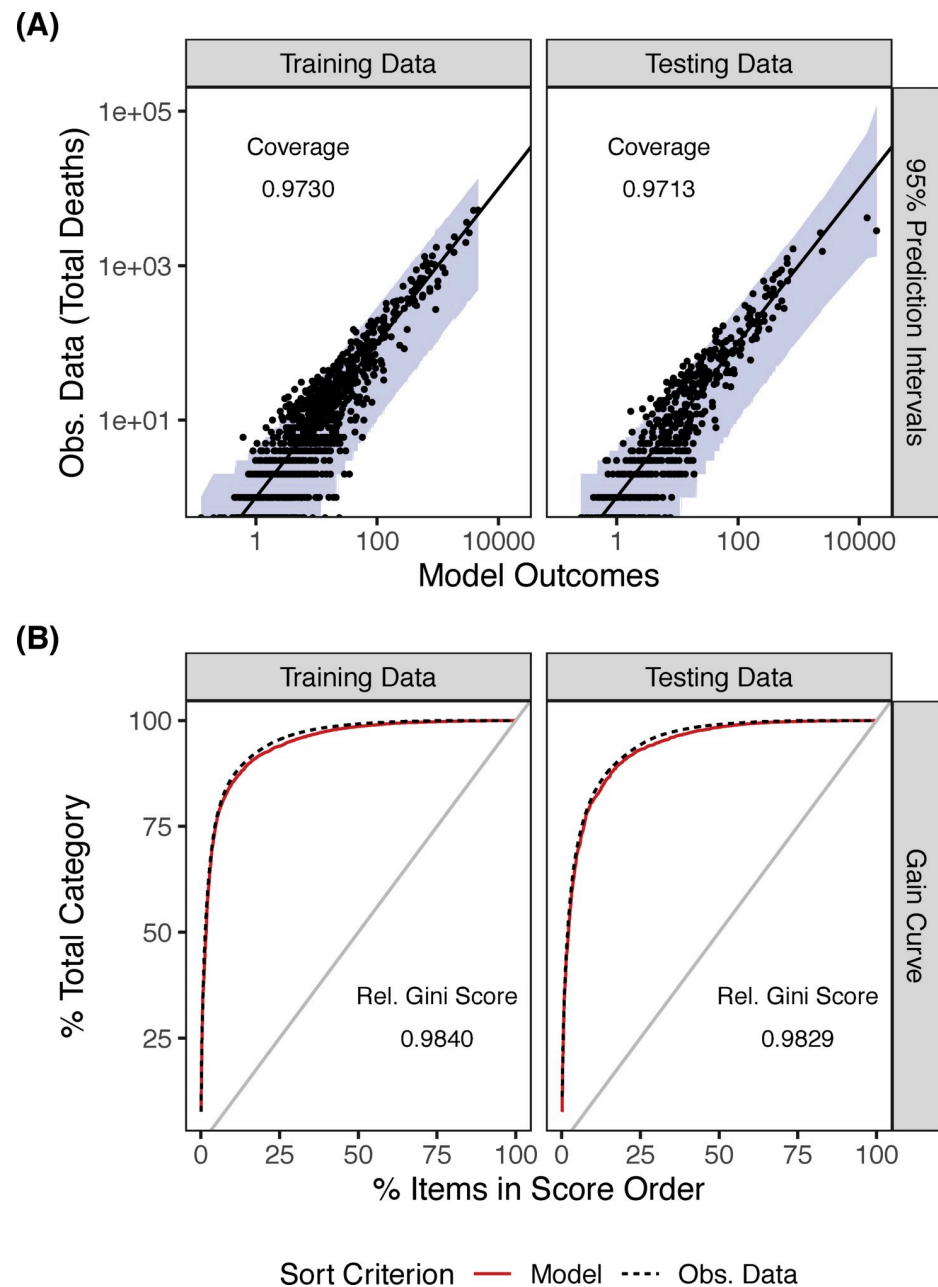 (A)
Training Data
Testing Data
Obs. Data (Total Deaths)
1e+05
1e+03
1e+01
Coverage
0.9730
Coverage
0.9713
95% Prediction Intervals
1
100
10000
1
100
10000
Model Outcomes
(B)
Training Data
Testing Data
% Total Category
100
75
50
25
Rel. Gini Score
0.9840
Rel. Gini Score
0.9829
Gain Curve
0
25
50
75
100
0
25
50
75
100
% Items in Score Order
Sort Criterion
Model
Obs. Data